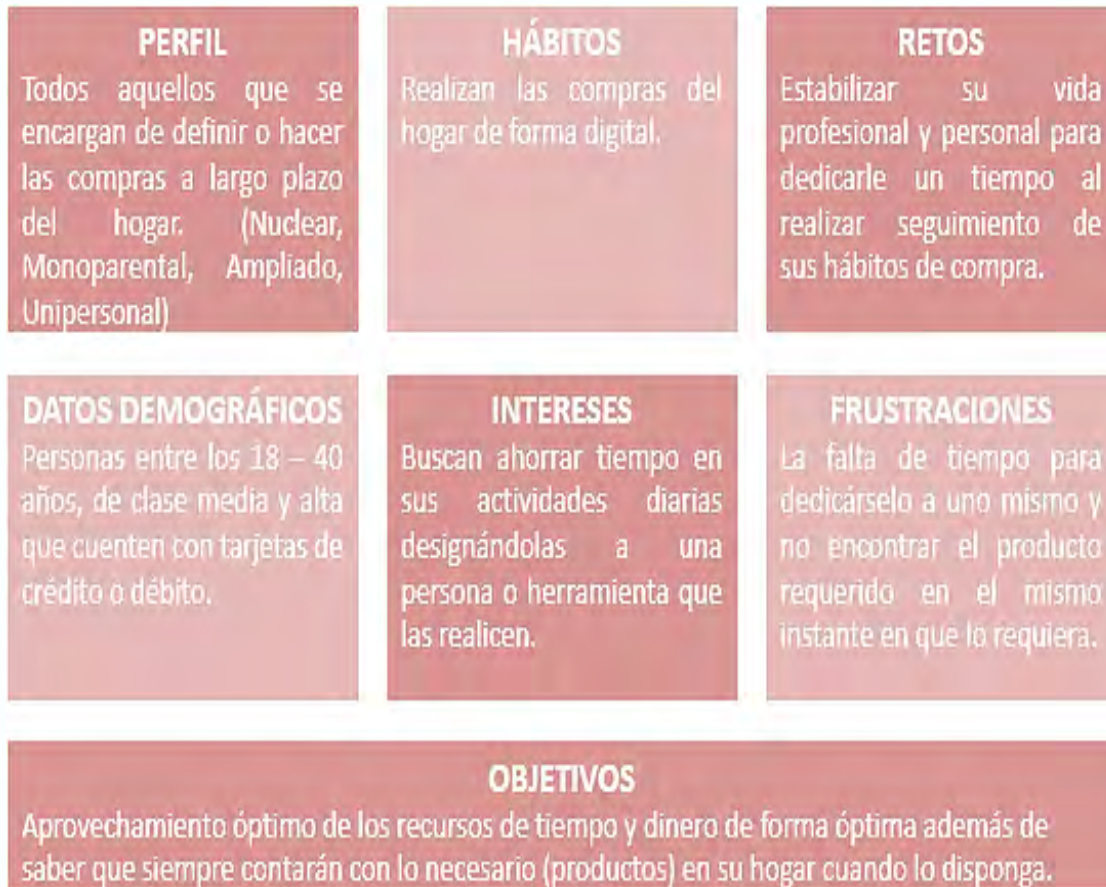 PERFIL
Todos aquellos que se
encargan de definir o hacer
las compras a largo plazo
del hogar. (Nuclear,
Monoparental, Ampliado,
Unipersonal)
HÁBITOS
Realizan las compras del
hogar de forma digital.
RETOS
Estabilizar su vida
profesional y personal para
dedicarle un tiempo al
realizar seguimiento de
sus hábitos de compra.
DATOS DEMOGRÁFICOS
Personas entre los 18 – 40
años, de clase media y alta
que cuenten con tarjetas de
crédito o débito.
INTERESES
Buscan ahorrar tiempo en
sus actividades diarias
designándolas a una
persona o herramienta que
las realicen.
FRUSTRACIONES
La falta de tiempo para
dedicárselo a uno mismo y
no encontrar el producto
requerido en el mismo
instante en que lo requiera.
OBJETIVOS
Aprovechamiento óptimo de los recursos de tiempo y dinero de forma óptima además de
saber que siempre contarán con lo necesario (productos) en su hogar cuando lo disponga.